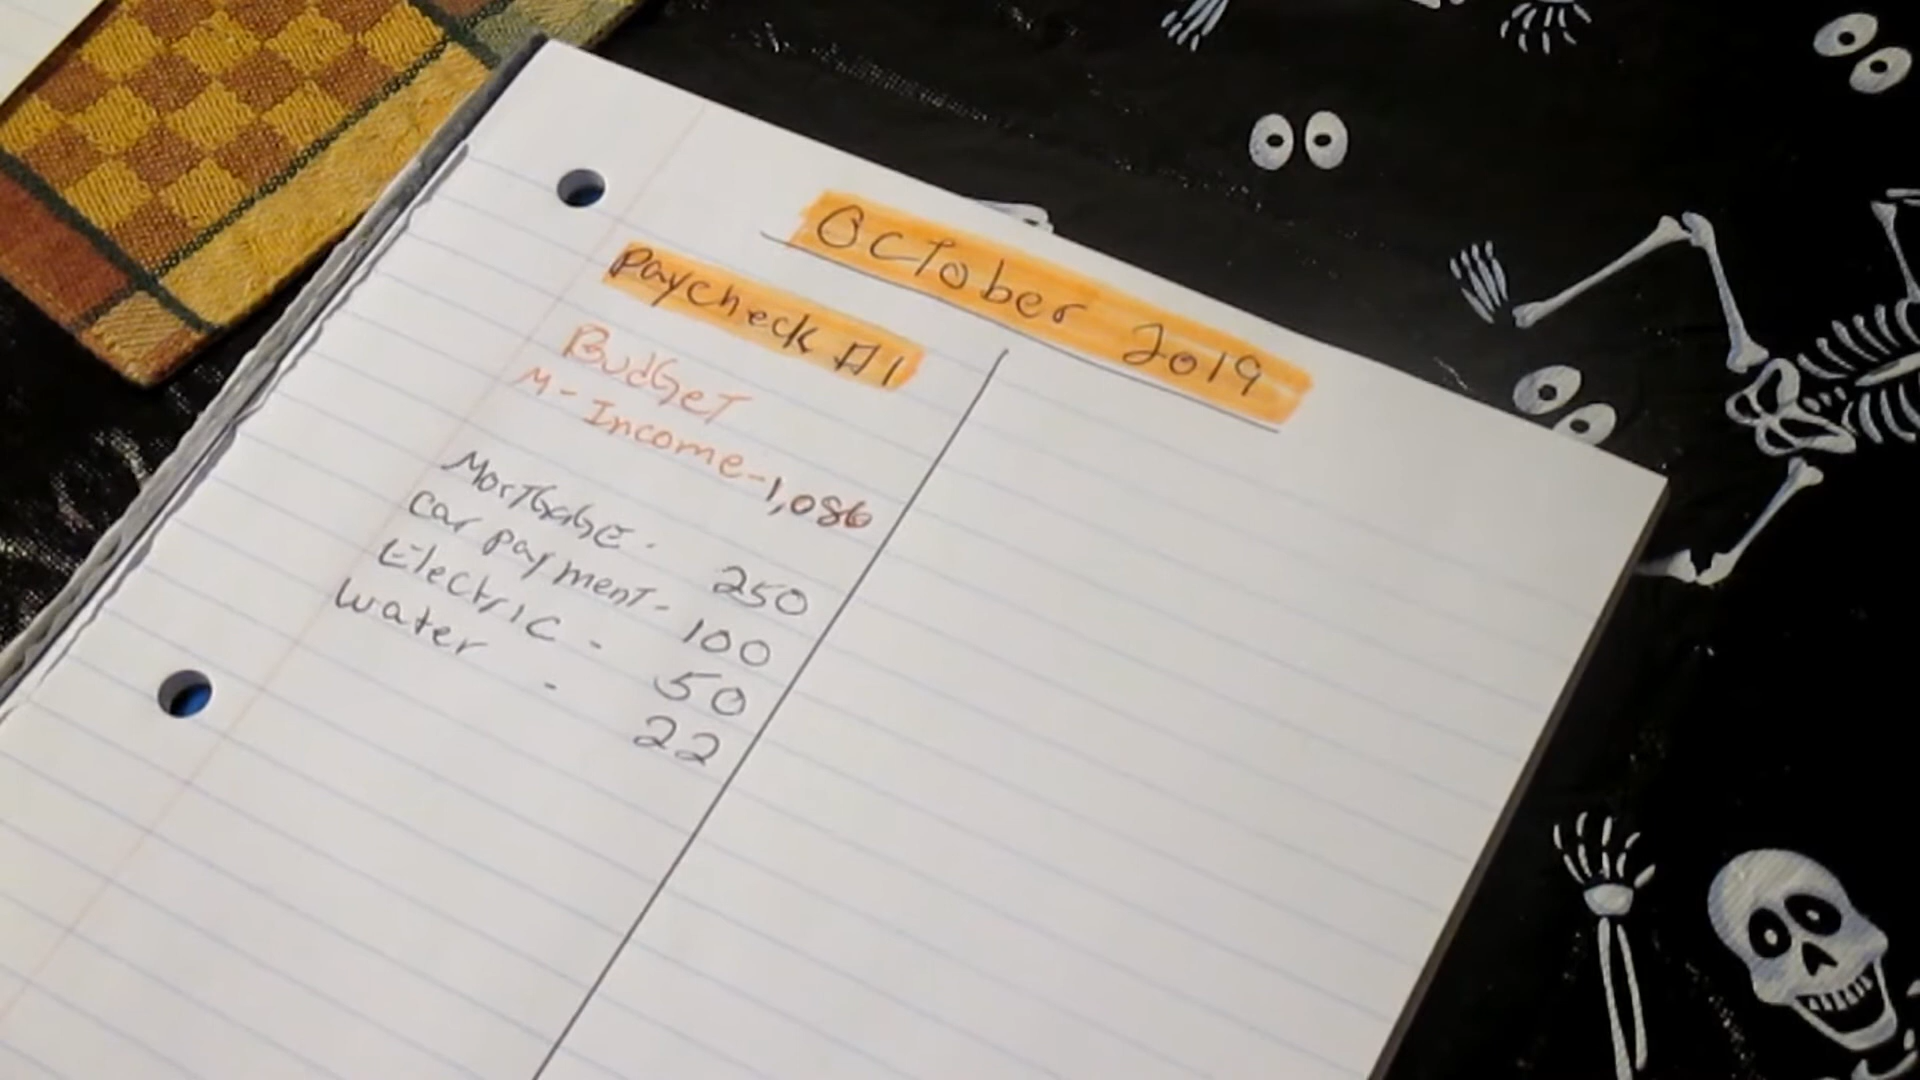 October 2019
Paycheck #1
Budget
M-Income-1,086
Mortgage - 250
Car payment - 100
Electric - 50
Water - 22